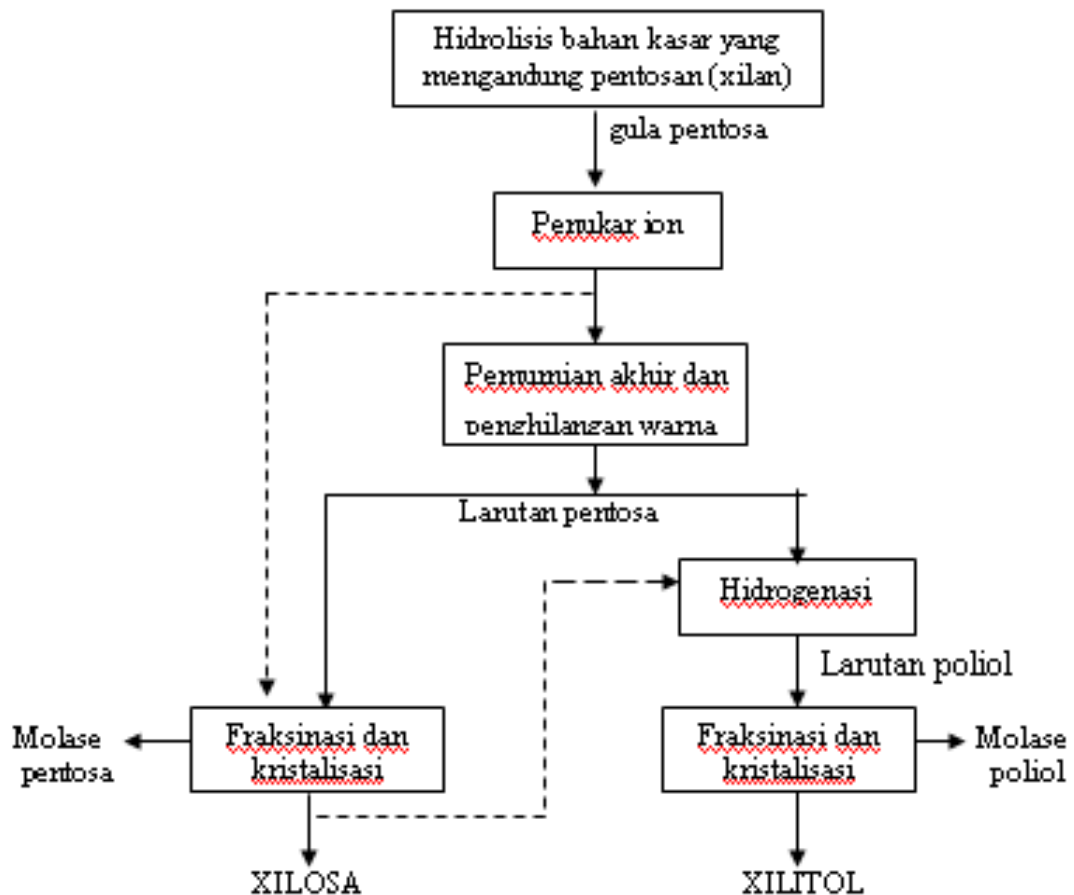 Hidrolisis bahan kasar yang
mengandung pentosan (xilan)
gula pentosa
Penukar ion
Pemurnian akhir dan
penghilangan warna
Larutan pentosa
Hidrogenasi
Larutan poliol
Molase
pentosa
Fraksinasi dan
kristalisasi
Fraksinasi dan
kristalisasi
Molase
poliol
XILOSA
XILITOL